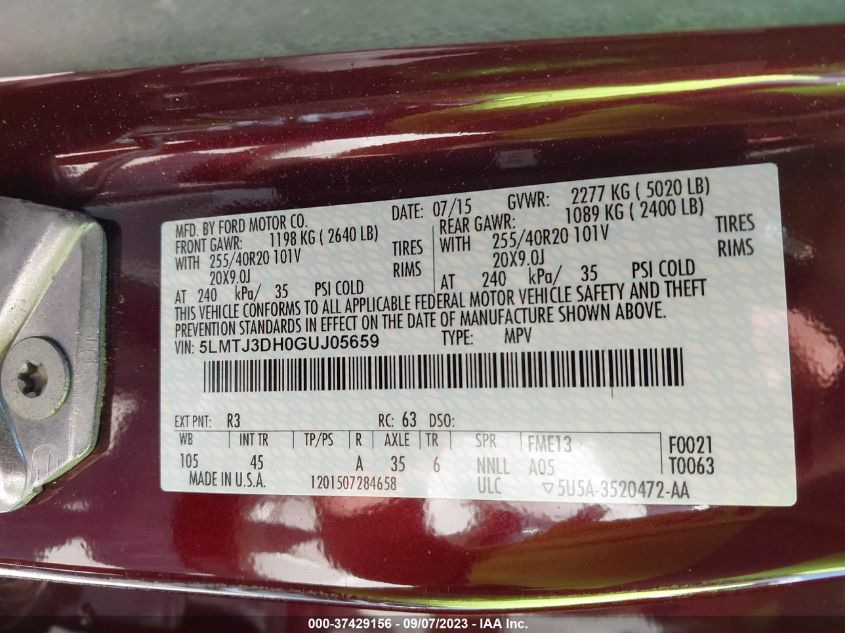 MFD. BY FORD MOTOR CO. DATE: 07/15 GVWR: 2277 KG ( 5020 LB)
FRONT GAWR: 1198 KG ( 2640 LB) REAR GAWR: 1089 KG ( 2400 LB)
WITH 255/40R20 101V TIRES WITH 255/40R20 101V TIRES
20X9.0J RIMS 20X9.0J RIMS
AT 240 kPa/ 35 PSI COLD AT 240 kPa/ 35 PSI COLD
THIS VEHICLE CONFORMS TO ALL APPLICABLE FEDERAL MOTOR VEHICLE SAFETY AND THEFT
PREVENTION STANDARDS IN EFFECT ON THE DATE OF MANUFACTURE SHOWN ABOVE.
VIN: 5LMTJ3DH0GUJ05659 TYPE: MPV
EXT PNT: R3 RC: 63 DSO:
WB INT TR TP/PS R AXLE TR SPR FME13 F0021
105 45 A 35 6 NNLL A05 T0063
MADE IN U.S.A. 1201507284658 ULC ▽5U5A-3520472-AA
000-37429156 - 09/07/2023 - IAA Inc.